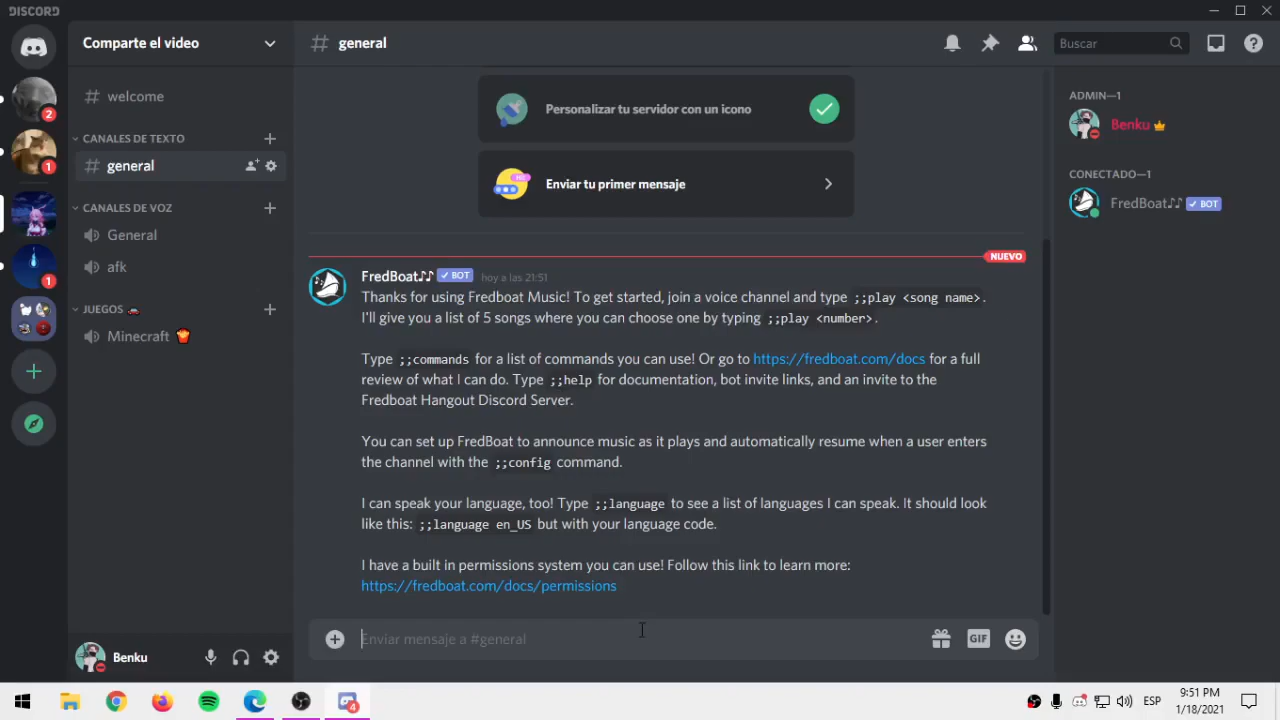 DISCORD
Comparte el video
general
Buscar
2
1
1
welcome
CANALES DE TEXTO
general
CANALES DE VOZ
General
afk
JUEGOS
Minecraft
Personalizar tu servidor con un icono
Enviar tu primer mensaje
NUEVO
FredBoat♪♪ BOT hoy a las 21:51
Thanks for using Fredboat Music! To get started, join a voice channel and type ;;play <song name>.
I'll give you a list of 5 songs where you can choose one by typing ;;play <number>.
Type ;;commands for a list of commands you can use! Or go to https://fredboat.com/docs for a full
review of what I can do. Type ;;help for documentation, bot invite links, and an invite to the
Fredboat Hangout Discord Server.
You can set up FredBoat to announce music as it plays and automatically resume when a user enters
the channel with the ;;config command.
I can speak your language, too! Type ;;language to see a list of languages I can speak. It should look
like this: ;;language en_US but with your language code.
I have a built in permissions system you can use! Follow this link to learn more:
https://fredboat.com/docs/permissions
Enviar mensaje a #general
GIF
ADMIN—1
Benku
CONECTADO—1
FredBoat♪♪ BOT
Benku
4
ESP
9:51 PM
1/18/2021